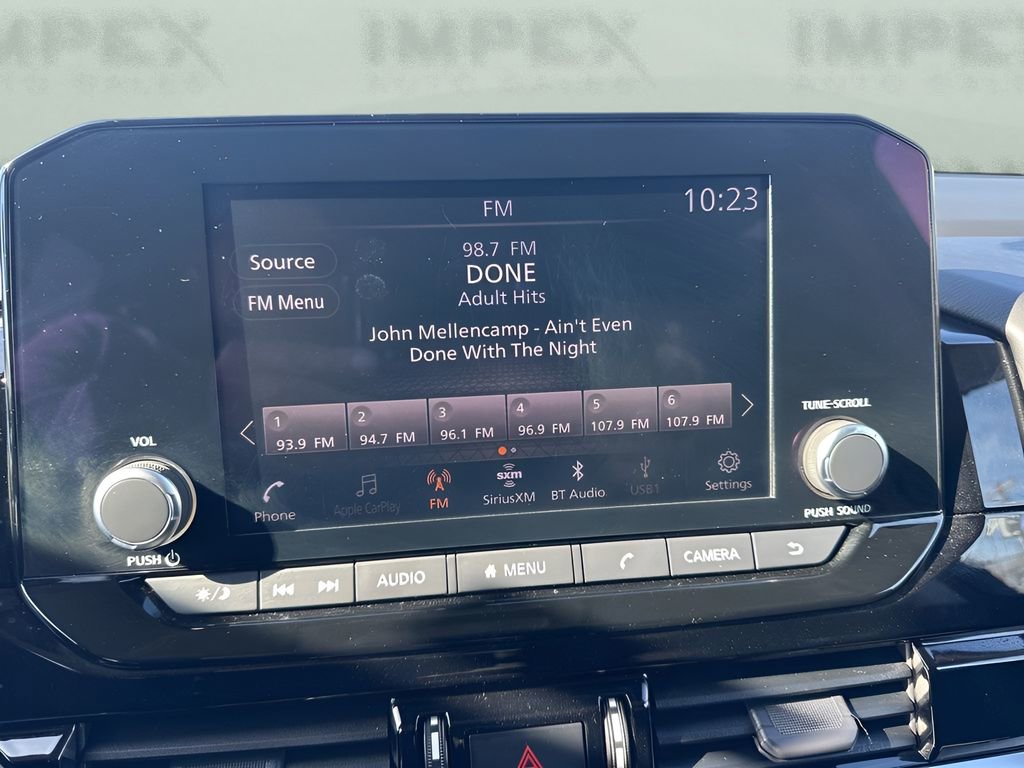 IMPEX IMPEX IMPEX
FM
10:23
Source
98.7 FM
DONE
FM Menu
Adult Hits
John Mellencamp - Ain't Even
Done With The Night
1 2 3 4 5 6
93.9 FM 94.7 FM 96.1 FM 96.9 FM 107.9 FM 107.9 FM
Phone Apple CarPlay FM sxm SiriusXM BT Audio USB1 Settings
VOL
PUSH
TUNE-SCROLL
PUSH SOUND
AUDIO MENU CAMERA